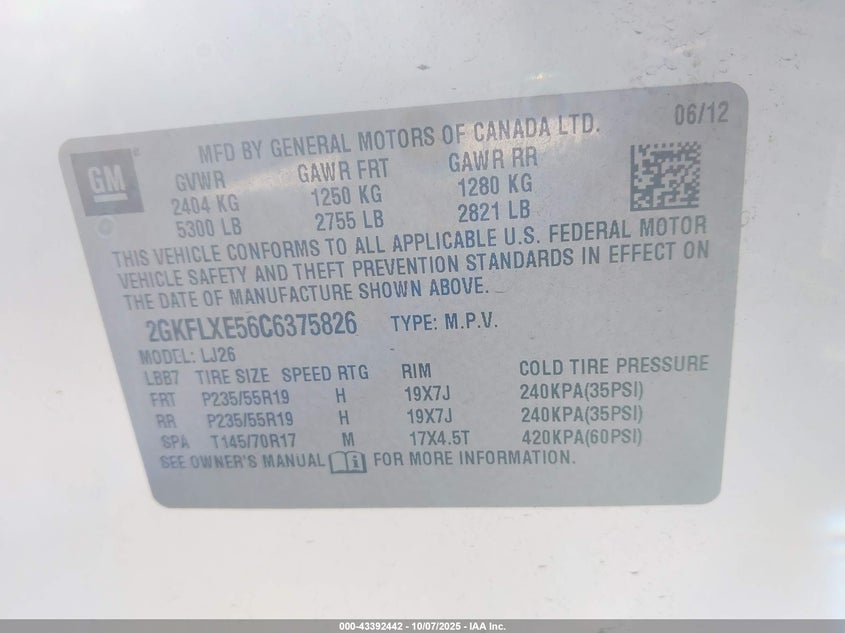 06/12
MFD BY GENERAL MOTORS OF CANADA LTD.
GM
GVWR GAWR FRT GAWR RR
2404 KG 1250 KG 1280 KG
5300 LB 2755 LB 2821 LB
THIS VEHICLE CONFORMS TO ALL APPLICABLE U.S. FEDERAL MOTOR
VEHICLE SAFETY AND THEFT PREVENTION STANDARDS IN EFFECT ON
THE DATE OF MANUFACTURE SHOWN ABOVE.
2GKFLXE56C6375826 TYPE: M.P.V.
MODEL: LJ26
LBB7 TIRE SIZE SPEED RTG RIM COLD TIRE PRESSURE
FRT P235/55R19 H 19X7J 240KPA(35PSI)
RR P235/55R19 H 19X7J 240KPA(35PSI)
SPA T145/70R17 M 17X4.5T 420KPA(60PSI)
SEE OWNER'S MANUAL FOR MORE INFORMATION.
000-43392442 - 10/07/2025 - IAA Inc.